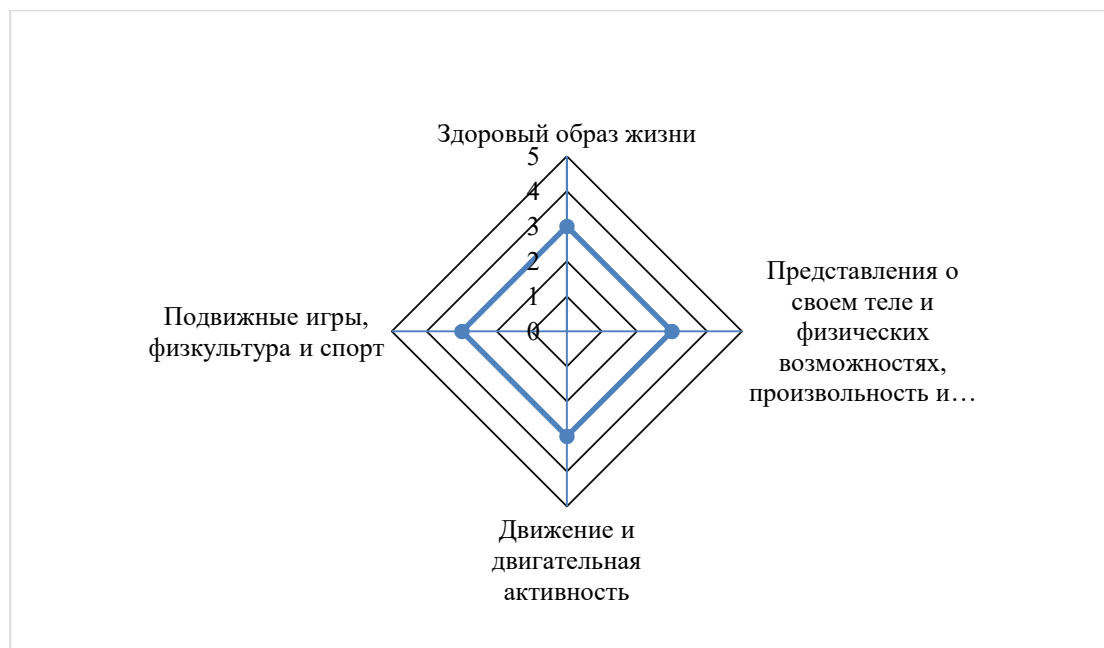 Здоровый образ жизни
5
4
3
2
1
0
Представления о
своем теле и
физических
возможностях,
произвольность и…
Подвижные игры,
физкультура и спорт
Движение и
двигательная
активность